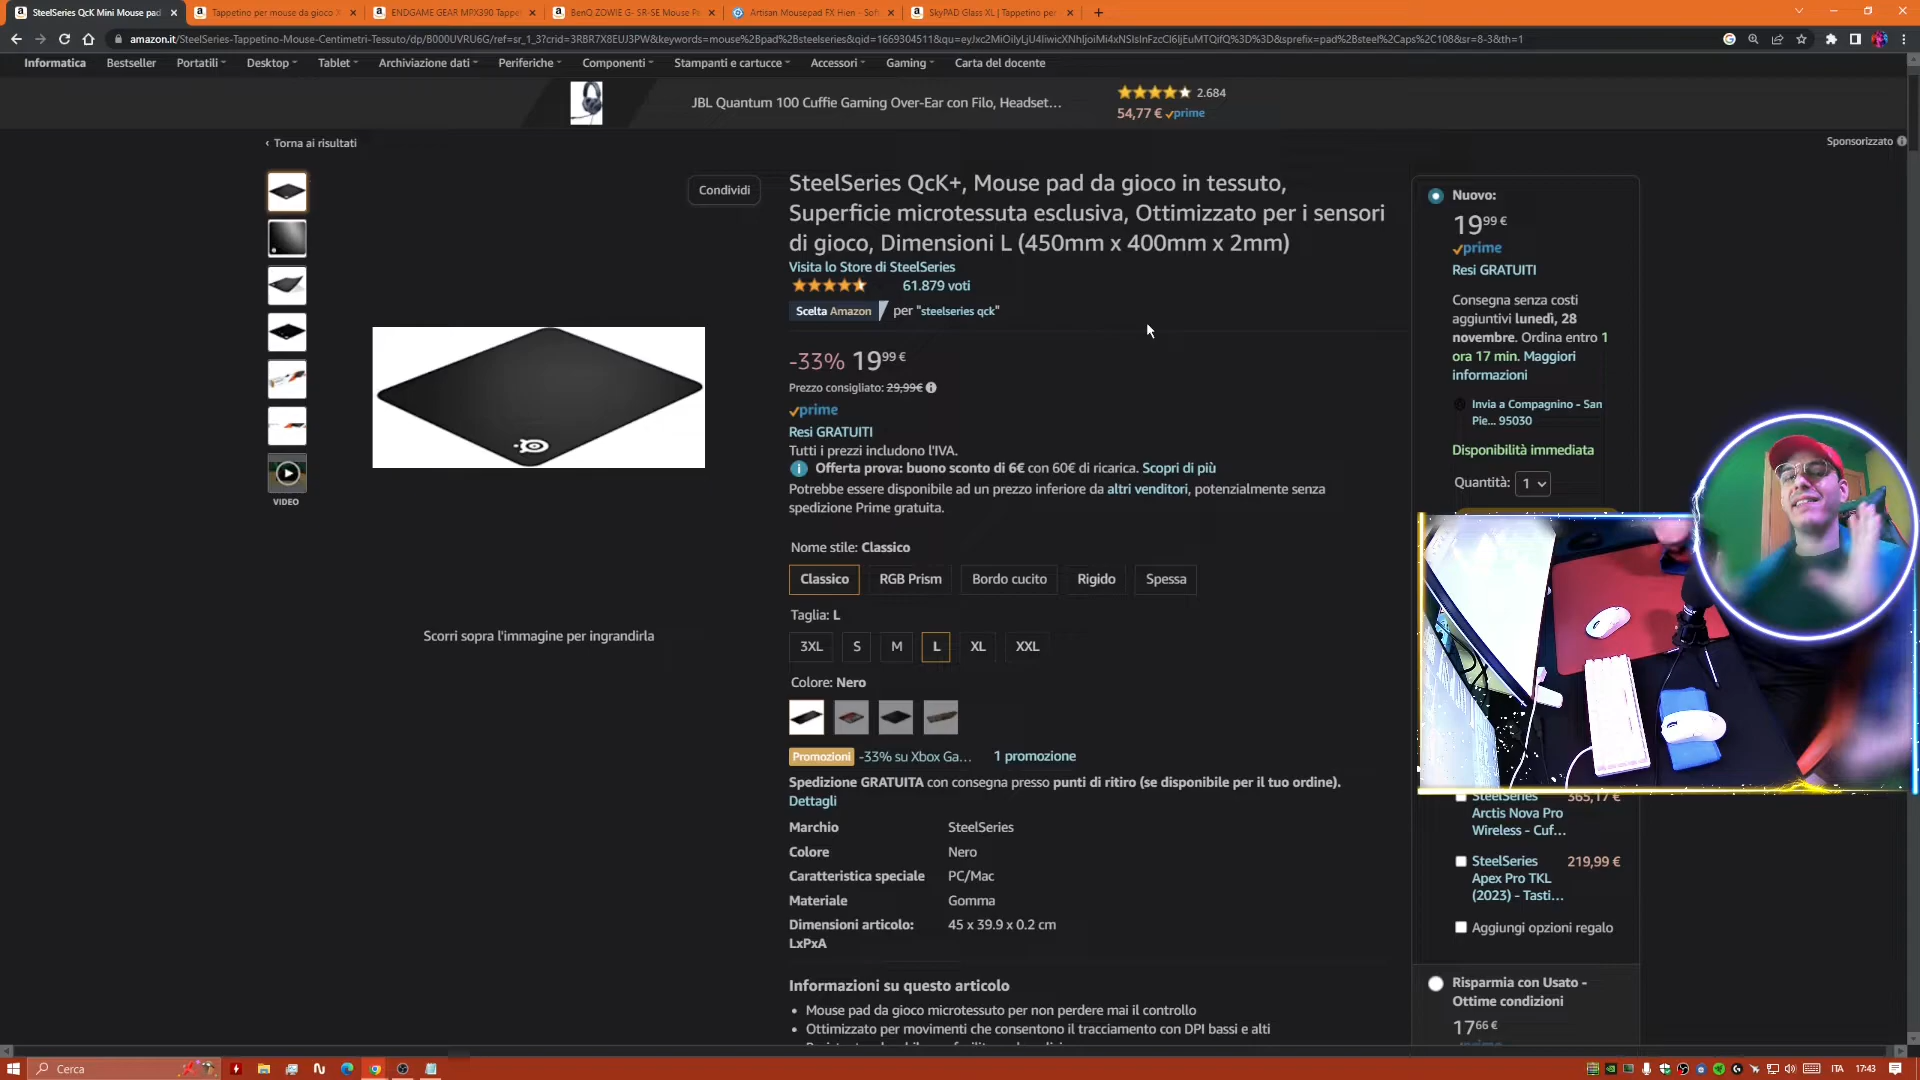 SteelSeries QcK Mini Mouse pad
Tappetino per mouse da gioco X
ENDGAME GEAR MPX390 Tappet
BenQ ZOWIE G- SR-SE Mouse P
Artisan Mousepad FX Hien - Soft
SkyPAD Glass XL | Tappetino per
Informatica
Bestseller
Portatili
Desktop
Tablet
Archiviazione dati
Periferiche
Componenti
Stampanti e cartucce
Accessori
Gaming
Carta del docente
JBL Quantum 100 Cuffie Gaming Over-Ear con Filo, Headset…
2.684
54,77 € prime
‹ Torna ai risultati
Sponsorizzato
Condividi
VIDEO
Scorri sopra l'immagine per ingrandirla
SteelSeries QcK+, Mouse pad da gioco in tessuto,
Superficie microtessuta esclusiva, Ottimizzato per i sensori
di gioco, Dimensioni L (450mm x 400mm x 2mm)
Visita lo Store di SteelSeries
61.879 voti
Scelta Amazon per "steelseries qck"
-33% 19 99 €
Prezzo consigliato: 29,99€
prime
Resi GRATUITI
Tutti i prezzi includono l'IVA.
Offerta prova: buono sconto di 6€ con 60€ di ricarica. Scopri di più
Potrebbe essere disponibile ad un prezzo inferiore da altri venditori, potenzialmente senza
spedizione Prime gratuita.
Nome stile: Classico
Classico
RGB Prism
Bordo cucito
Rigido
Spessa
Taglia: L
3XL
S
M
L
XL
XXL
Colore: Nero
Promozioni -33% su Xbox Ga… 1 promozione
Spedizione GRATUITA con consegna presso punti di ritiro (se disponibile per il tuo ordine).
Dettagli
Marchio SteelSeries
Colore Nero
Caratteristica speciale PC/Mac
Materiale Gomma
Dimensioni articolo: 45 x 39.9 x 0.2 cm
LxPxA
Informazioni su questo articolo
• Mouse pad da gioco microtessuto per non perdere mai il controllo
• Ottimizzato per movimenti che consentono il tracciamento con DPI bassi e alti
Nuovo:
19 99 €
prime
Resi GRATUITI
Consegna senza costi
aggiuntivi lunedì, 28
novembre. Ordina entro 1
ora 17 min. Maggiori
informazioni
Invia a Compagnino - San
Pie... 95030
Disponibilità immediata
Quantità: 1
SteelSeries 365,17 €
Arctis Nova Pro
Wireless - Cuf…
SteelSeries 219,99 €
Apex Pro TKL
(2023) - Tasti…
Aggiungi opzioni regalo
Risparmia con Usato -
Ottime condizioni
17 66 €
Cerca
ITA
17:43